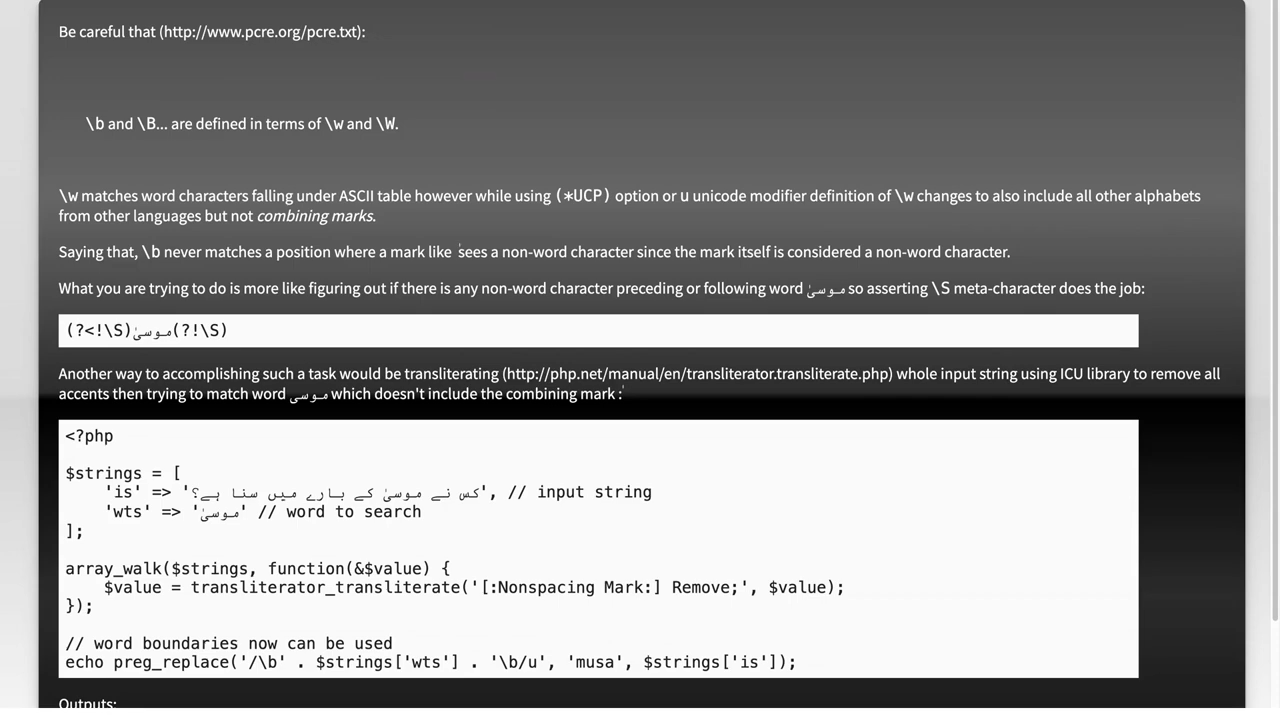 Be careful that (http://www.pcre.org/pcre.txt):
\b and \B... are defined in terms of \w and \W.
\w matches word characters falling under ASCII table however while using (*UCP) option or u unicode modifier definition of \w changes to also include all other alphabets
from other languages but not combining marks.
Saying that, \b never matches a position where a mark like ٰ sees a non-word character since the mark itself is considered a non-word character.
What you are trying to do is more like figuring out if there is any non-word character preceding or following word موسیٰ so asserting \S meta-character does the job:
(?<!\S)موسیٰ(?!\S)
Another way to accomplishing such a task would be transliterating (http://php.net/manual/en/transliterator.transliterate.php) whole input string using ICU library to remove all
accents then trying to match word موسی which doesn't include the combining mark ٰ:
<?php
$strings = [
'is' => 'کس نے موسیٰ کے بارے میں سنا ہے؟', // input string
'wts' => 'موسیٰ' // word to search
];
array_walk($strings, function(&$value) {
$value = transliterator_transliterate('[:Nonspacing Mark:] Remove;', $value);
});
// word boundaries now can be used
echo preg_replace('/\b' . $strings['wts'] . '\b/u', 'musa', $strings['is']);
Outputs: